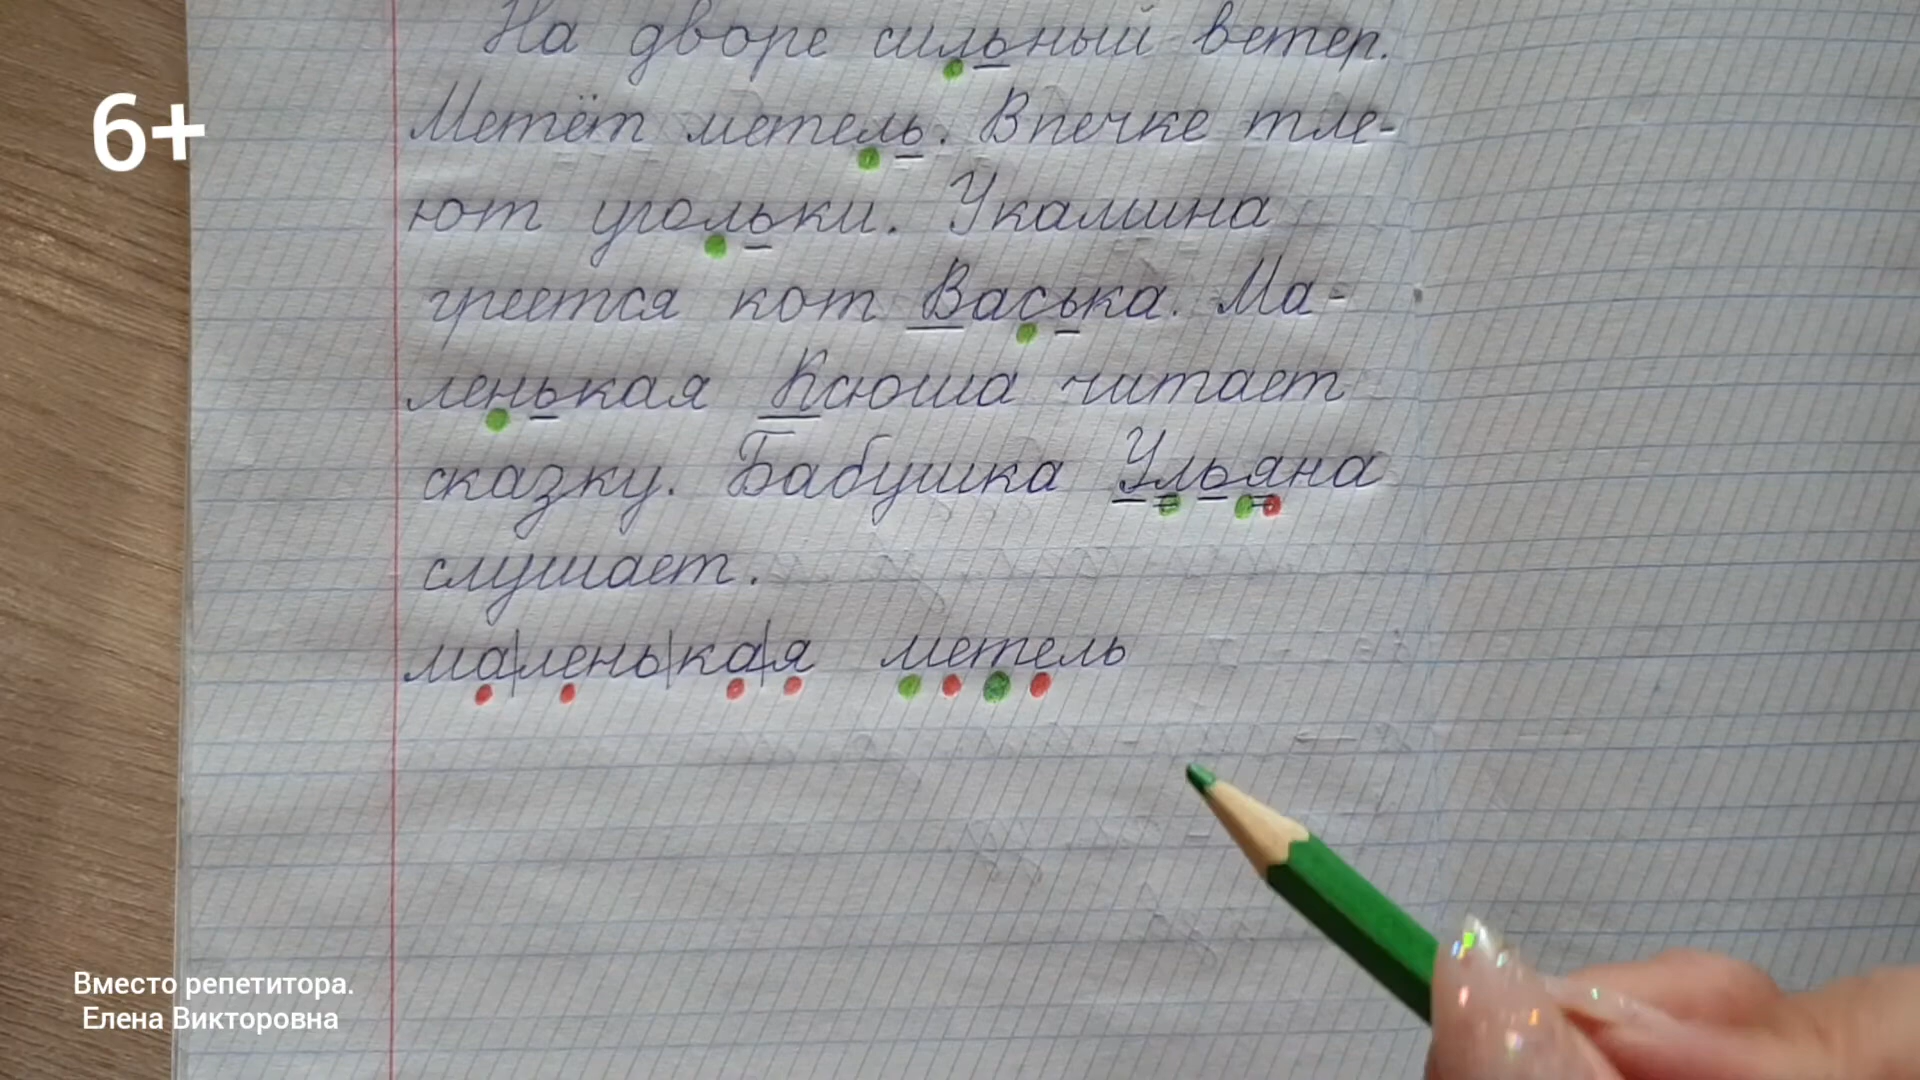 На дворе сильный ветер.
6+
Метёт метель. В печке тле-
ют угольки. У камина
греется кот Васька. Ма-
ленькая Ксюша читает
сказку. Бабушка Ульяна
слушает.
ма|лень|ка|я метель
Вместо репетитора.
Елена Викторовна